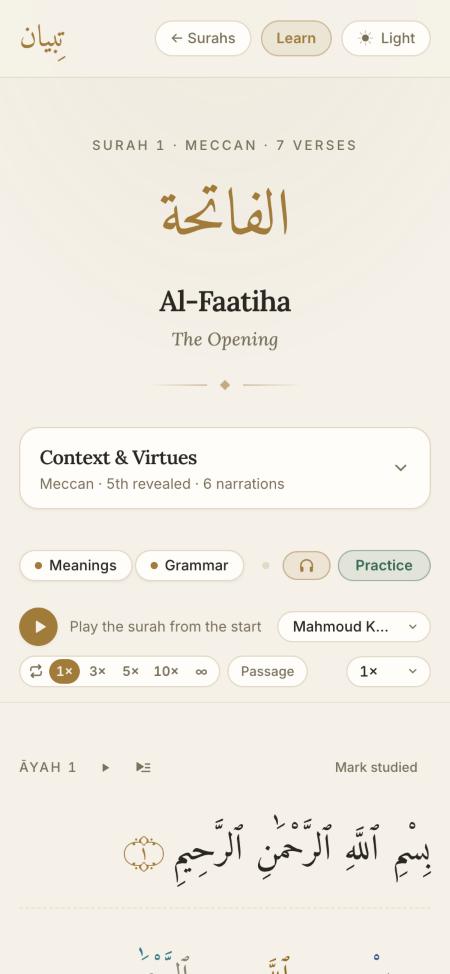 تِبيان ← Surahs Learn Light
SURAH 1 · MECCAN · 7 VERSES
الفاتحة
Al-Faatiha
The Opening
Context & Virtues
Meccan · 5th revealed · 6 narrations
Meanings Grammar Practice
Play the surah from the start Mahmoud K...
1× 3× 5× 10× ∞ Passage 1×
ĀYAH 1 Mark studied
بِسْمِ ٱللَّهِ ٱلرَّحْمَٰنِ ٱلرَّحِيمِ ١